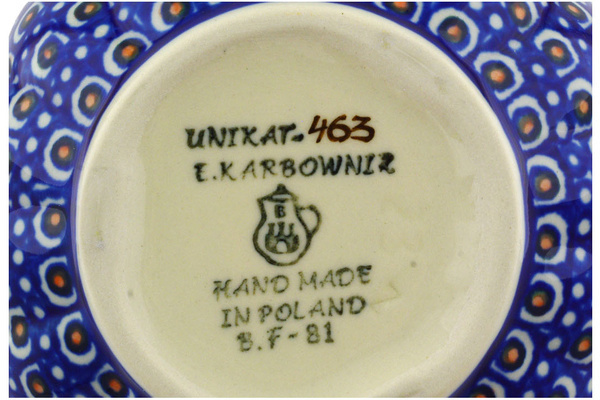 UNIKAT-463
E.KARBOWNIK
B
HAND MADE
IN POLAND
B.F-81